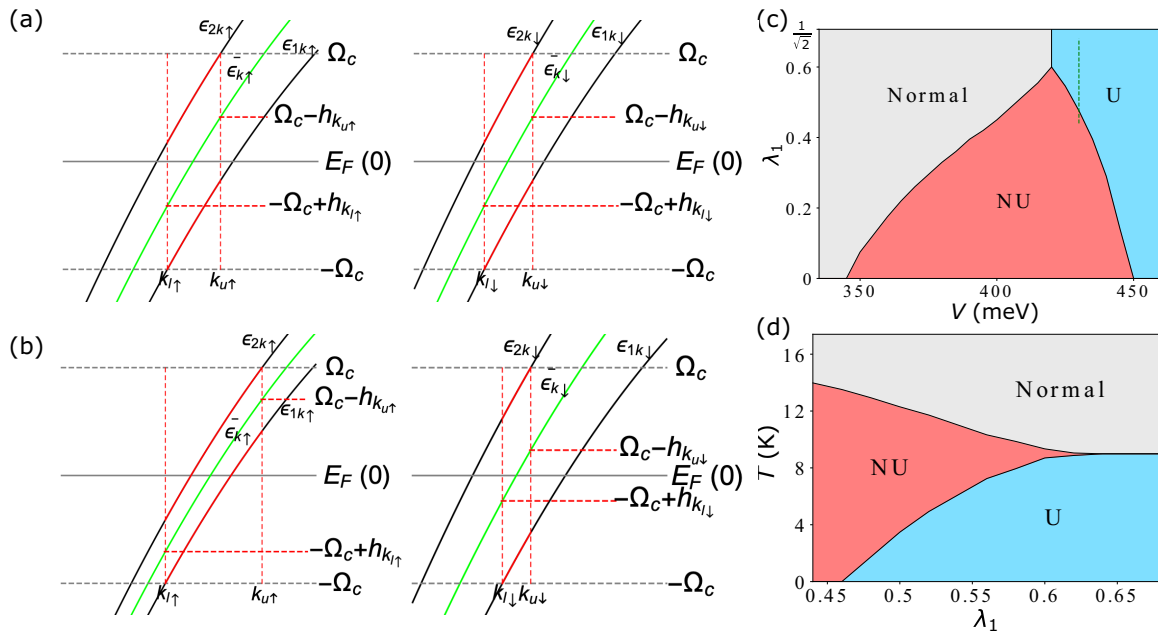 (a)
ϵ2k↑
ϵ̄k↑
ϵ1k↑
Ωc
Ωc−hku↑
EF (0)
−Ωc+hkl↑
−Ωc
kl↑
ku↑
ϵ2k↓
ϵ̄k↓
ϵ1k↓
Ωc
Ωc−hku↓
EF (0)
−Ωc+hkl↓
−Ωc
kl↓
ku↓
(b)
ϵ2k↑
ϵ̄k↑
ϵ1k↑
Ωc
Ωc−hku↑
EF (0)
−Ωc+hkl↑
−Ωc
kl↑
ku↑
ϵ2k↓
ϵ̄k↓
ϵ1k↓
Ωc
Ωc−hku↓
EF (0)
−Ωc+hkl↓
−Ωc
kl↓
ku↓
(c)
1/√2
0.6
0.4
0.2
0
λ1
Normal
U
NU
350
400
450
V (meV)
(d)
16
12
8
4
0
T (K)
Normal
NU
U
0.45
0.5
0.55
0.6
0.65
λ1